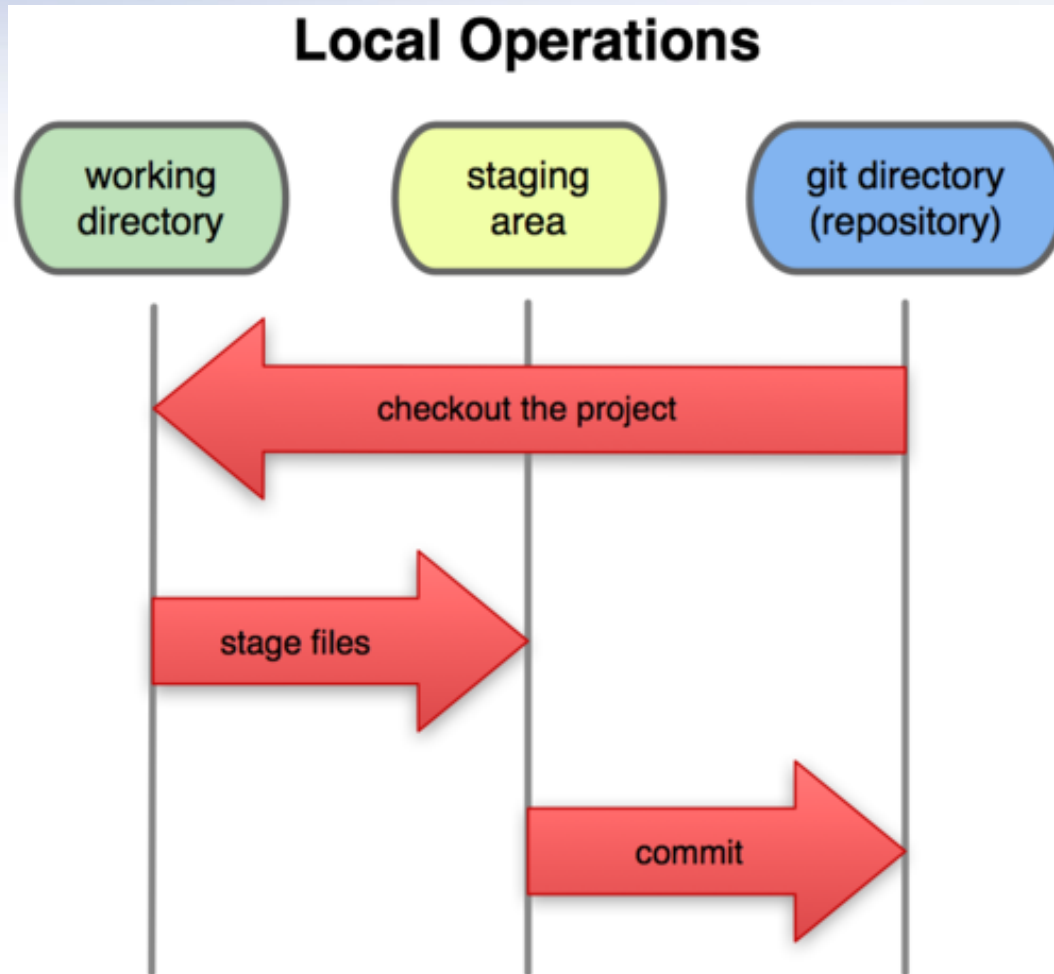 Local Operations
working
directory
staging
area
git directory
(repository)
checkout the project
stage files
commit